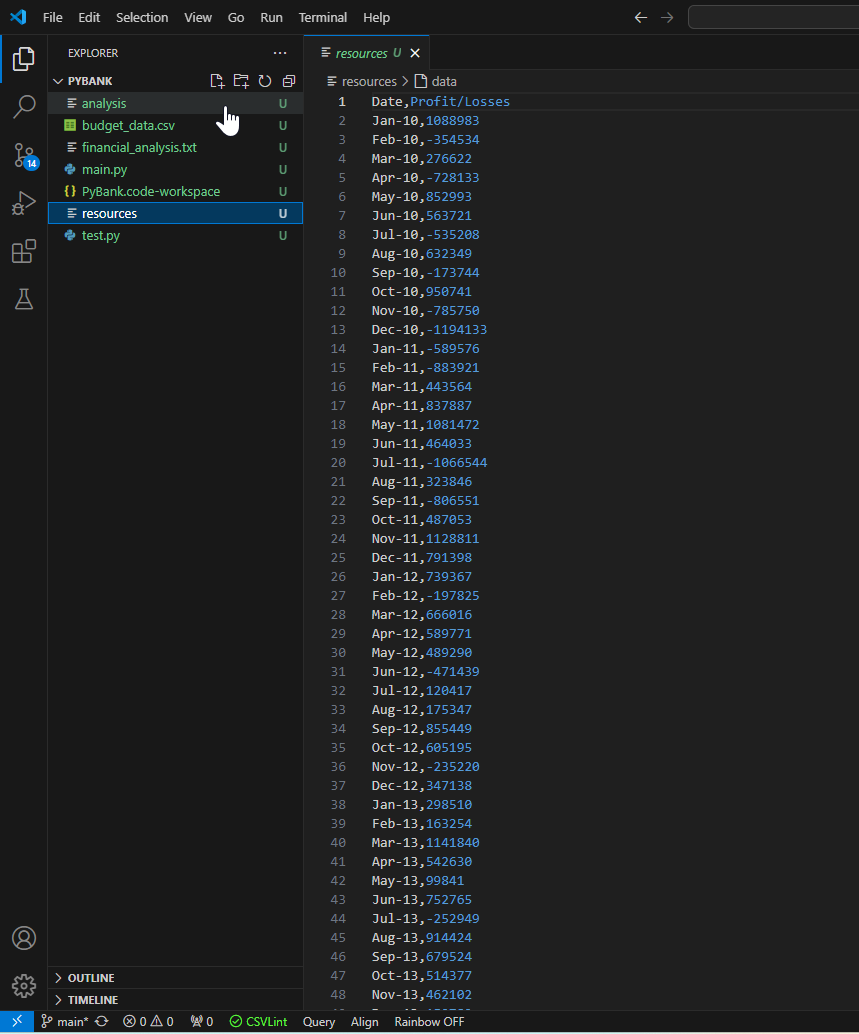 File Edit Selection View Go Run Terminal Help
EXPLORER
PYBANK
analysis U
budget_data.csv U
financial_analysis.txt U
main.py U
{} PyBank.code-workspace U
resources U
test.py U
14
OUTLINE
TIMELINE
resources U
resources > data
1 Date,Profit/Losses
2 Jan-10,1088983
3 Feb-10,-354534
4 Mar-10,276622
5 Apr-10,-728133
6 May-10,852993
7 Jun-10,563721
8 Jul-10,-535208
9 Aug-10,632349
10 Sep-10,-173744
11 Oct-10,950741
12 Nov-10,-785750
13 Dec-10,-1194133
14 Jan-11,-589576
15 Feb-11,-883921
16 Mar-11,443564
17 Apr-11,837887
18 May-11,1081472
19 Jun-11,464033
20 Jul-11,-1066544
21 Aug-11,323846
22 Sep-11,-806551
23 Oct-11,487053
24 Nov-11,1128811
25 Dec-11,791398
26 Jan-12,739367
27 Feb-12,-197825
28 Mar-12,666016
29 Apr-12,589771
30 May-12,489290
31 Jun-12,-471439
32 Jul-12,120417
33 Aug-12,175347
34 Sep-12,855449
35 Oct-12,605195
36 Nov-12,-235220
37 Dec-12,347138
38 Jan-13,298510
39 Feb-13,163254
40 Mar-13,1141840
41 Apr-13,542630
42 May-13,99841
43 Jun-13,752765
44 Jul-13,-252949
45 Aug-13,914424
46 Sep-13,679524
47 Oct-13,514377
48 Nov-13,462102
main* 0 0 0 CSVLint Query Align Rainbow OFF